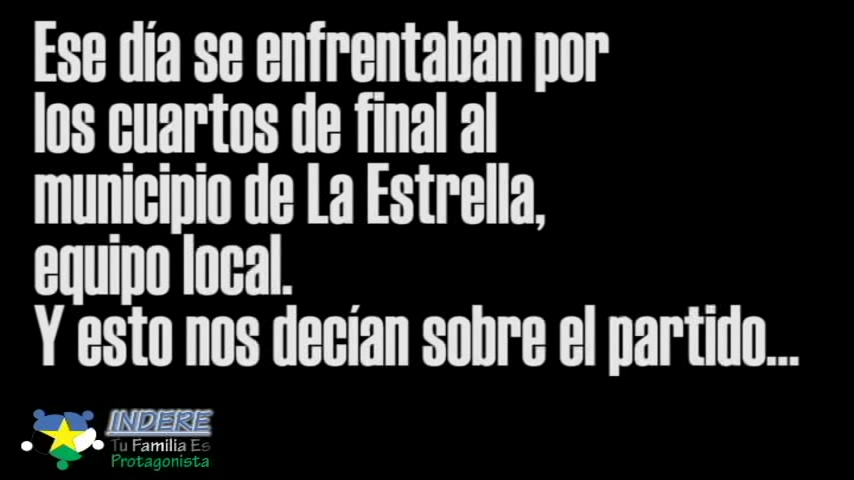 Ese día se enfrentaban por
los cuartos de final al
municipio de La Estrella,
equipo local.
Y esto nos decían sobre el partido...
INDERE
Tu Familia Es
Protagonista